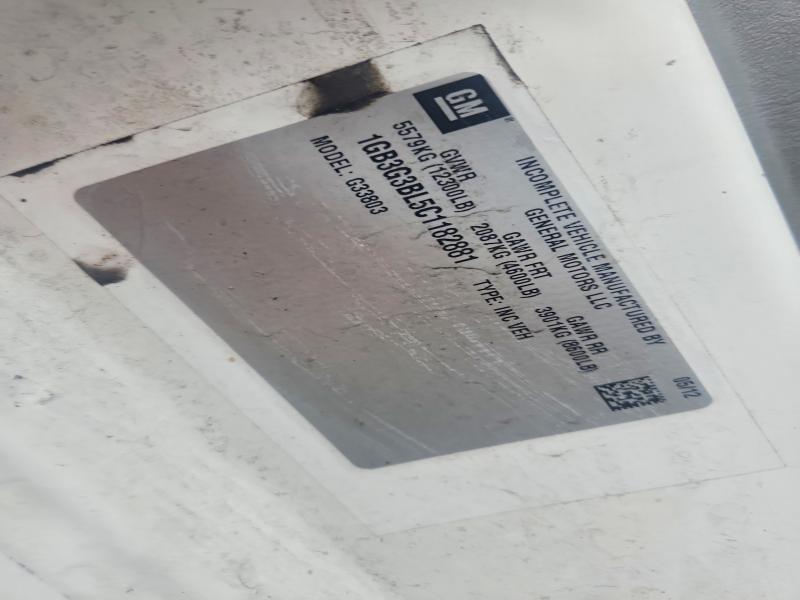 GM
INCOMPLETE VEHICLE MANUFACTURED BY
GENERAL MOTORS LLC
05/12
GVWR GAWR FRT GAWR RR
5579KG (12300LB) 2087KG (4600LB) 3901KG (8600LB)
1GB3G3BL5C1182881 TYPE: INC VEH
MODEL: G33803